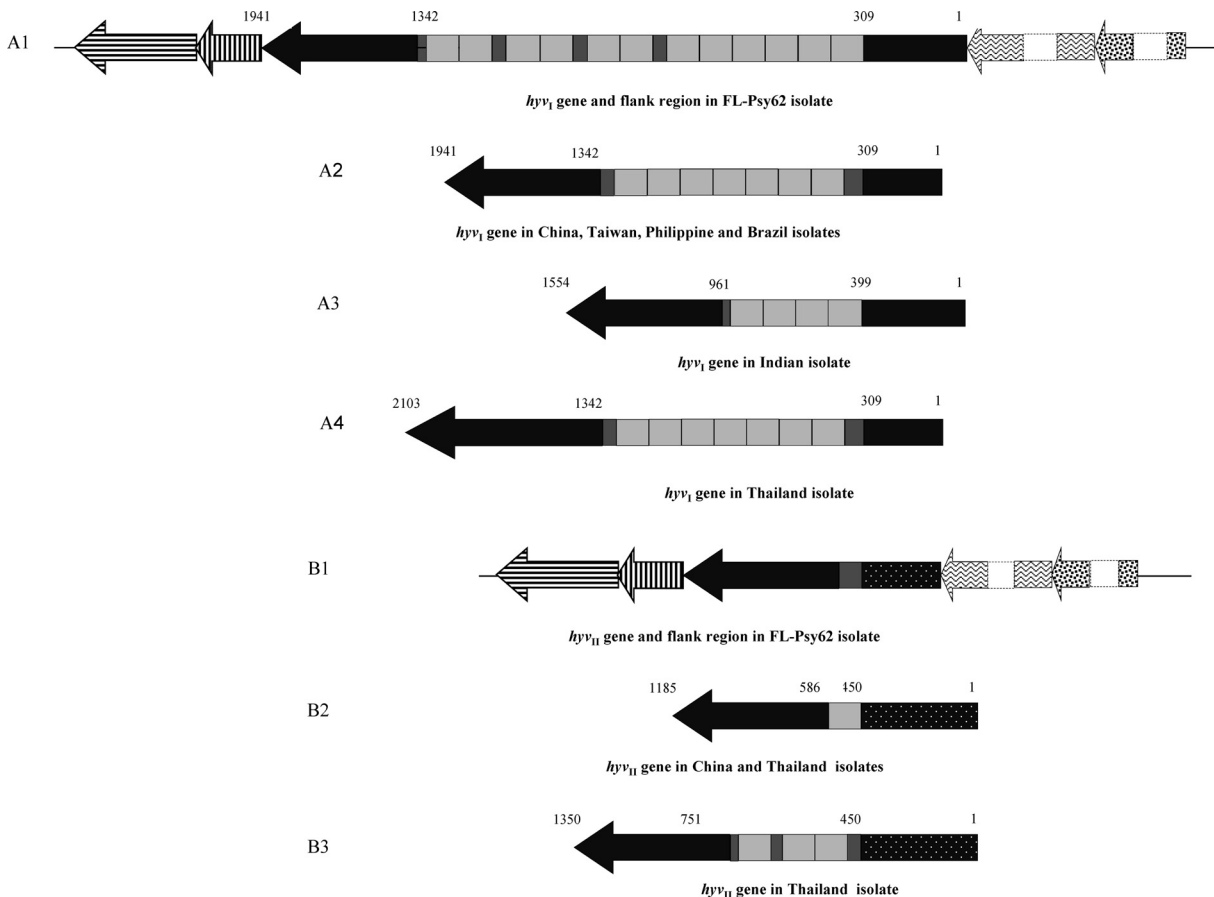 1941 1342 309 1
A1
hyvI gene and flank region in FL-Psy62 isolate
1941 1342 309 1
A2
hyvI gene in China, Taiwan, Philippine and Brazil isolates
1554 961 399 1
A3
hyvI gene in Indian isolate
2103 1342 309 1
A4
hyvI gene in Thailand isolate
B1
hyvII gene and flank region in FL-Psy62 isolate
1185 586 450 1
B2
hyvII gene in China and Thailand isolates
1350 751 450 1
B3
hyvII gene in Thailand isolate